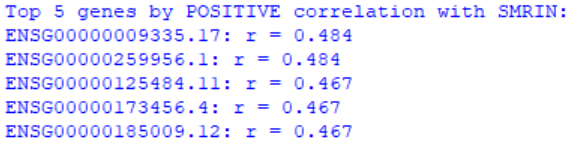 Top 5 genes by POSITIVE correlation with SMRIN:
ENSG00000009335.17: r = 0.484
ENSG00000259956.1: r = 0.484
ENSG00000125484.11: r = 0.467
ENSG00000173456.4: r = 0.467
ENSG00000185009.12: r = 0.467